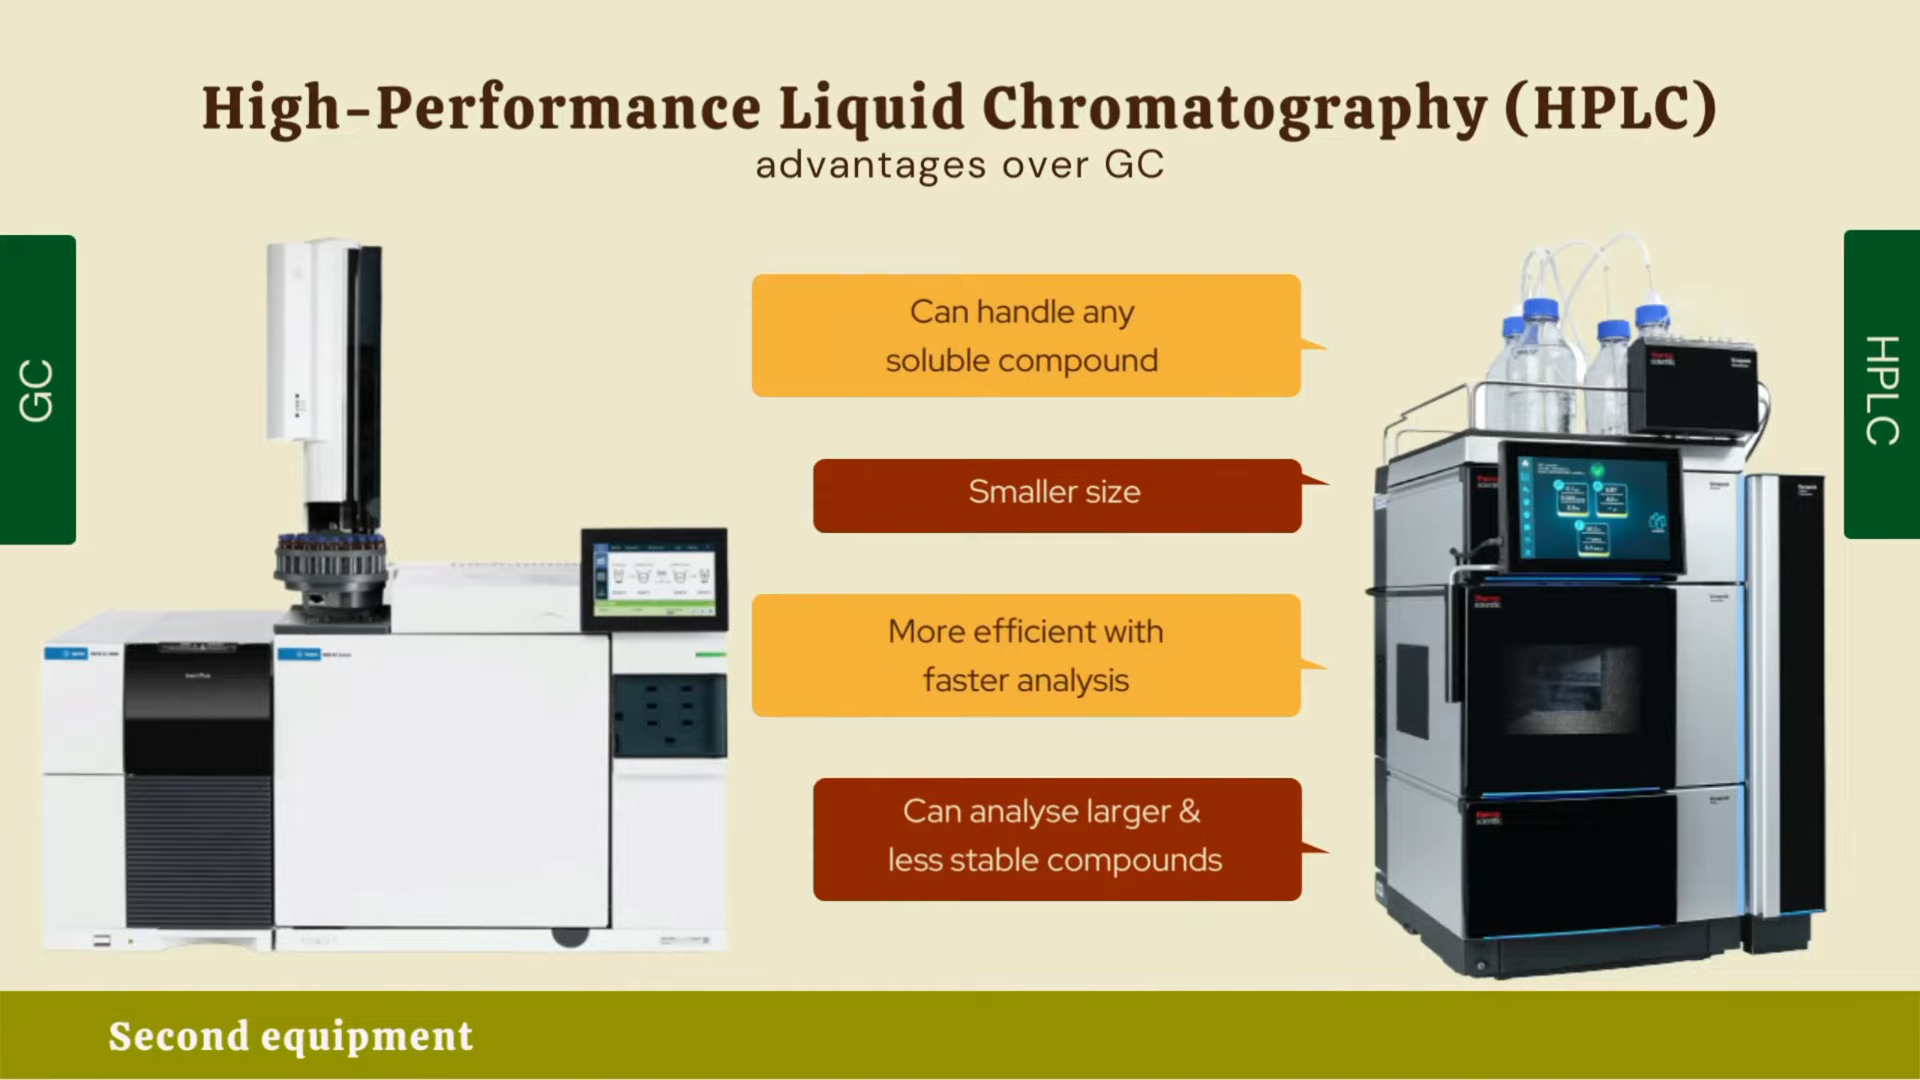 High-Performance Liquid Chromatography (HPLC)
advantages over GC
GC
HPLC
Can handle any
soluble compound
Smaller size
More efficient with
faster analysis
Can analyse larger &
less stable compounds
Second equipment